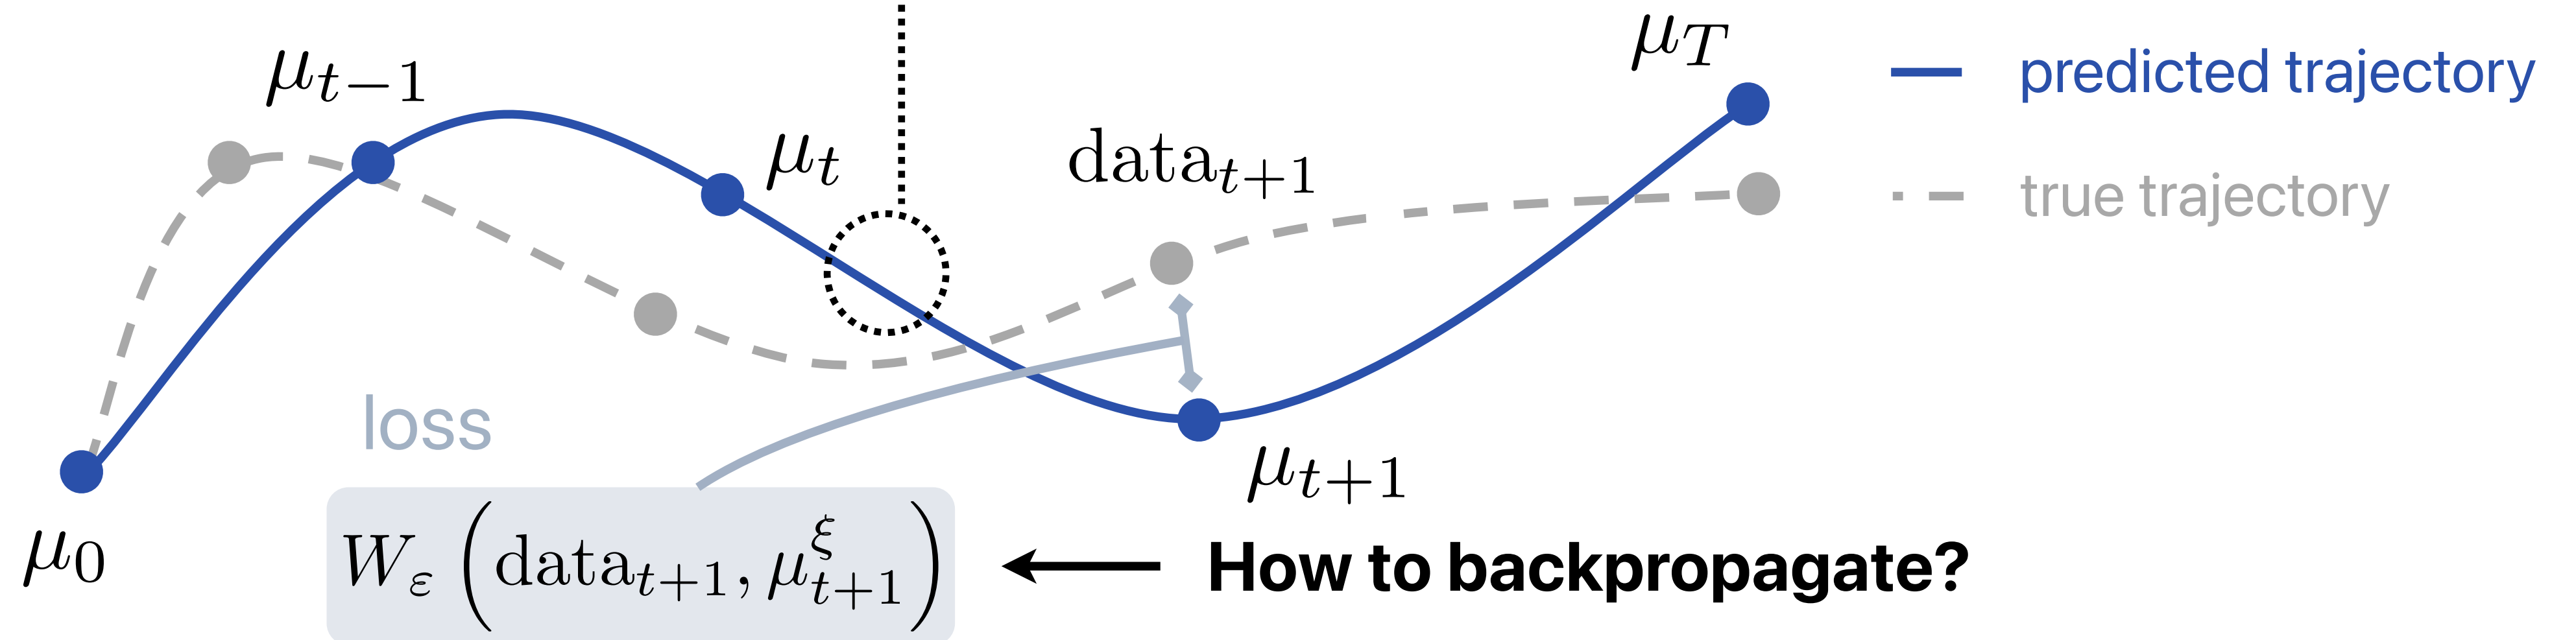 μ_T
predicted trajectory
μ_{t−1}
μ_t
data_{t+1}
true trajectory
loss
μ_{t+1}
μ_0
W_ε (data_{t+1}, μ^ξ_{t+1})
How to backpropagate?